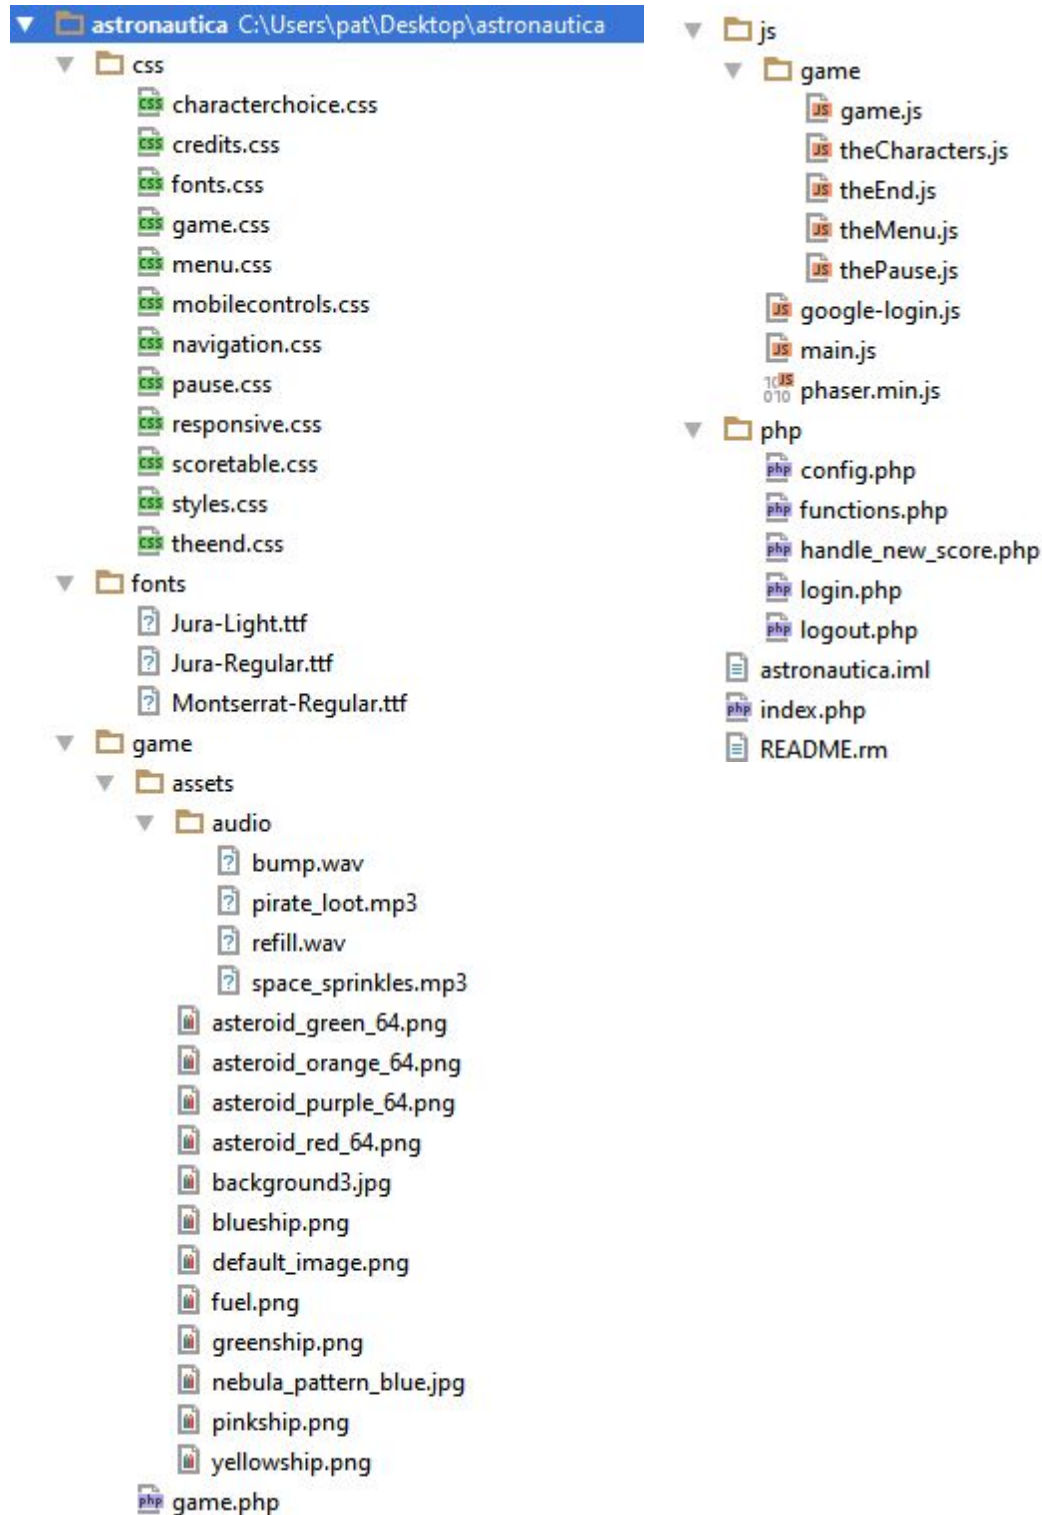 astronautica C:\Users\pat\Desktop\astronautica
css
characterchoice.css
credits.css
fonts.css
game.css
menu.css
mobilecontrols.css
navigation.css
pause.css
responsive.css
scoretable.css
styles.css
theend.css
fonts
Jura-Light.ttf
Jura-Regular.ttf
Montserrat-Regular.ttf
game
assets
audio
bump.wav
pirate_loot.mp3
refill.wav
space_sprinkles.mp3
asteroid_green_64.png
asteroid_orange_64.png
asteroid_purple_64.png
asteroid_red_64.png
background3.jpg
blueship.png
default_image.png
fuel.png
greenship.png
nebula_pattern_blue.jpg
pinkship.png
yellowship.png
game.php
js
game
game.js
theCharacters.js
theEnd.js
theMenu.js
thePause.js
google-login.js
main.js
phaser.min.js
php
config.php
functions.php
handle_new_score.php
login.php
logout.php
astronautica.iml
index.php
README.rm